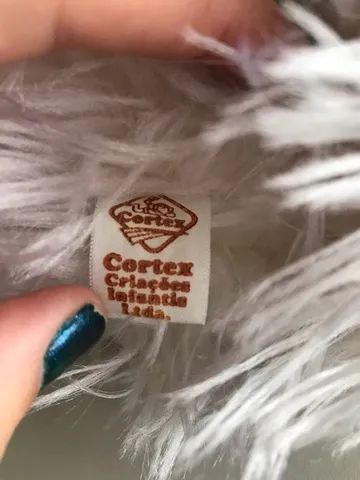 Cortex
Cortex
Criações
Infantis
Ltda.